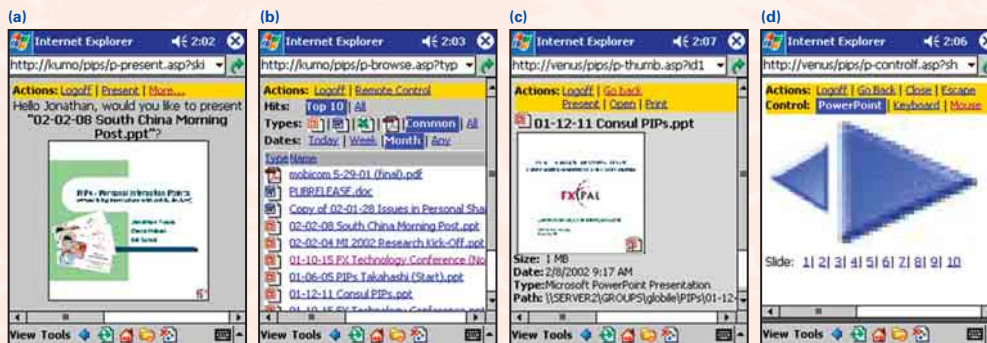 (a)
Internet Explorer 2:02
http://kumo/pips/p-present.asp?ski
Actions: Logoff | Present | More...
Hello Jonathan, would you like to present
"02-02-08 South China Morning
Post.ppt"?
PIPs - Personal Information Points:
View Tools
(b)
Internet Explorer 2:03
http://kumo/pips/p-browse.asp?typ
Actions: Logoff | Remote Control
Hits: Top 10 | All
Types: | | | | Common | All
Dates: Today | Week | Month | Any
Type Name
mobicom 5-29-01 (final).pdf
PUBRELEASE.doc
Copy of 02-01-28 Issues in Personal Sha
02-02-08 South China Morning Post.ppt
02-02-04 MI 2002 Research Kick-Off.ppt
01-10-15 FX Technology Conference (No
01-06-05 PIPs Takahashi (Start).ppt
01-12-11 Consul PIPs.ppt
View Tools
(c)
Internet Explorer 2:07
http://venus/pips/p-thumb.asp?id1
Actions: Logoff | Go back
Present | Open | Print
01-12-11 Consul PIPs.ppt
FXPAL
Size: 1 MB
Date: 2/8/2002 9:17 AM
Type: Microsoft PowerPoint Presentation
Path: \\SERVER2\GROUPS\globile\PIPs\01-12-
View Tools
(d)
Internet Explorer 2:06
http://venus/pips/p-controlf.asp?sh
Actions: Logoff | Go Back | Close | Escape
Control: PowerPoint | Keyboard | Mouse
Slide: 1| 2| 3| 4| 5| 6| 7| 8| 9| 10
View Tools